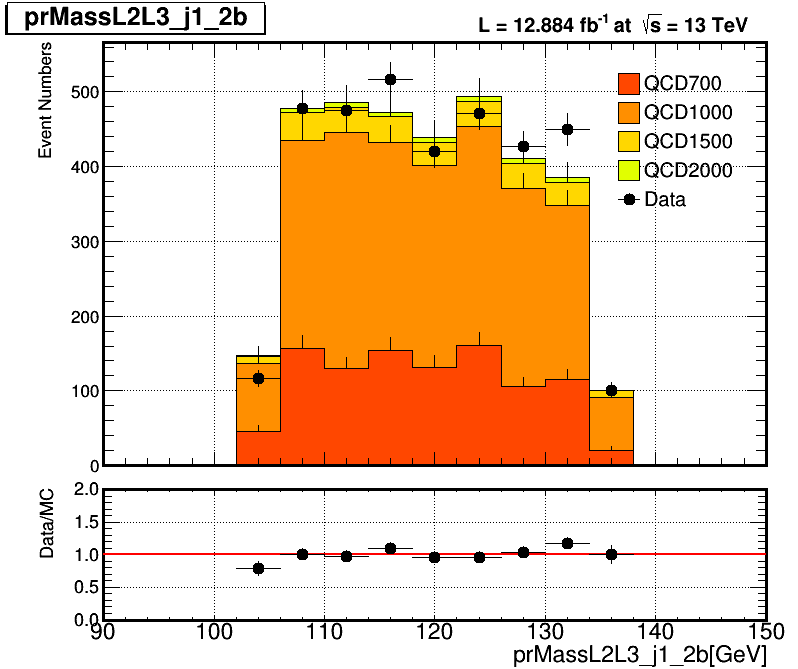 prMassL2L3_j1_2b
L = 12.884 fb⁻¹ at √s = 13 TeV
Event Numbers
500
400
300
200
100
0
QCD700
QCD1000
QCD1500
QCD2000
Data
Data/MC
2.0
1.5
1.0
0.5
0.0
90 100 110 120 130 140 150
prMassL2L3_j1_2b[GeV]